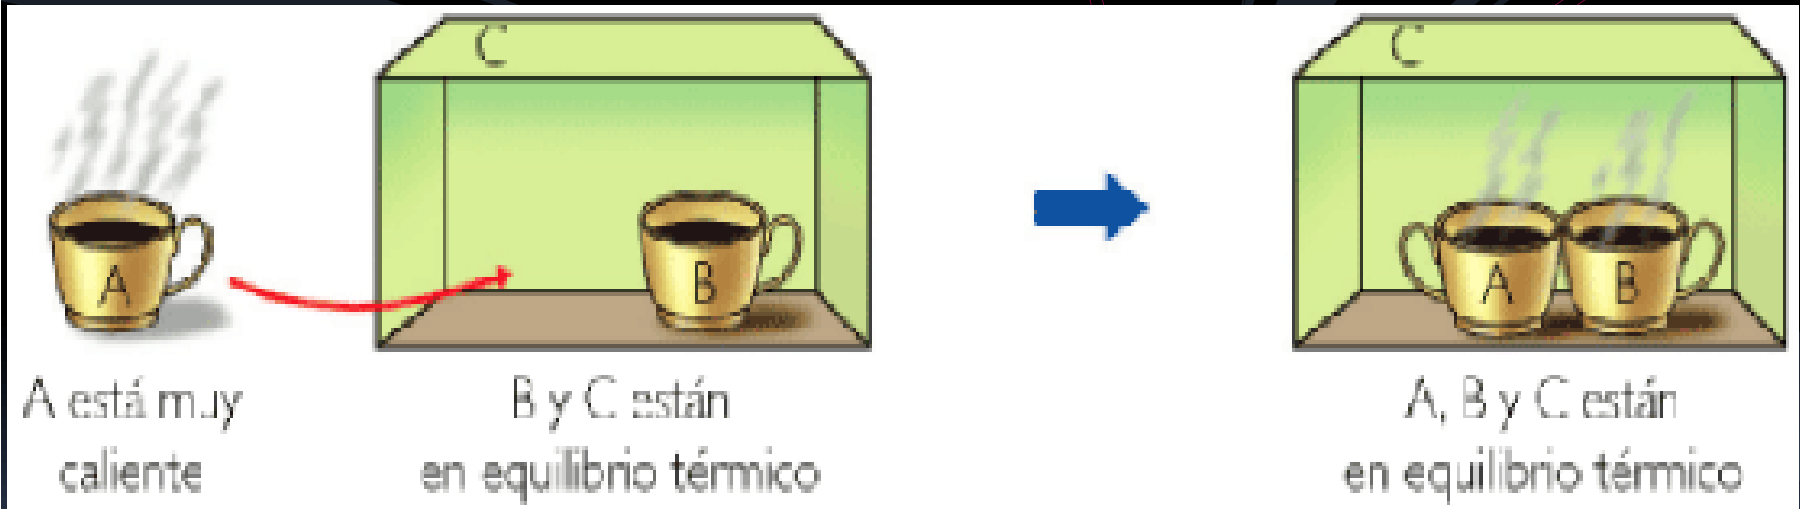 C
C
A
B
A
B
A está muy
caliente
B y C están
en equilibrio térmico
A, B y C están
en equilibrio térmico